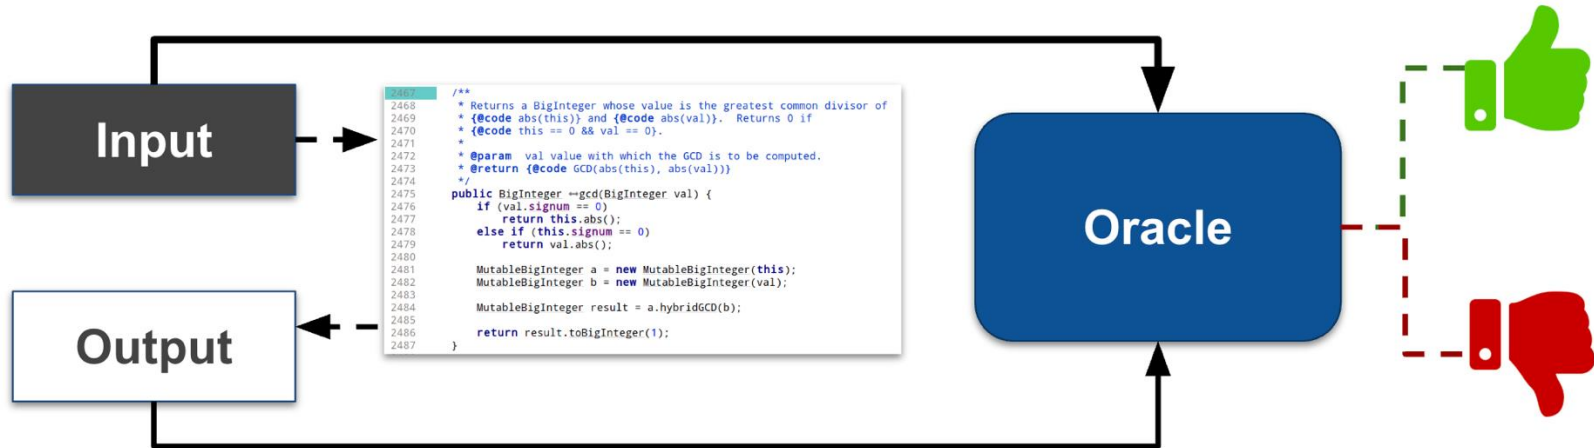 Input
2467 /**
2468 * Returns a BigInteger whose value is the greatest common divisor of
2469 * {@code abs(this)} and {@code abs(val)}.  Returns 0 if
2470 * {@code this == 0 && val == 0}.
2471 *
2472 * @param  val value with which the GCD is to be computed.
2473 * @return {@code GCD(abs(this), abs(val))}
2474 */
2475 public BigInteger ⇔gcd(BigInteger val) {
2476 if (val.signum == 0)
2477 return this.abs();
2478 else if (this.signum == 0)
2479 return val.abs();
2480
2481 MutableBigInteger a = new MutableBigInteger(this);
2482 MutableBigInteger b = new MutableBigInteger(val);
2483
2484 MutableBigInteger result = a.hybridGCD(b);
2485
2486 return result.toBigInteger(1);
2487 }
Output
Oracle